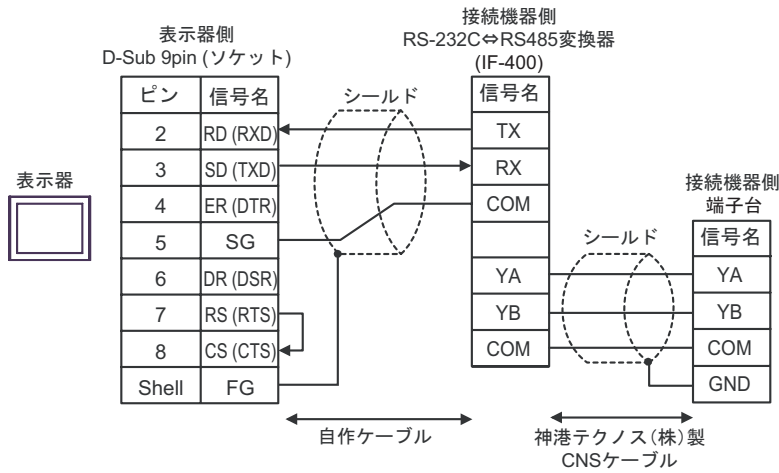 表示器側
D-Sub 9pin (ソケット)
接続機器側
RS-232C⇔RS485変換器
(IF-400)
ピン 信号名
シールド
信号名
2 RD (RXD)
TX
3 SD (TXD)
RX
表示器
4 ER (DTR)
COM
接続機器側
端子台
5 SG
シールド
信号名
6 DR (DSR)
YA
YA
7 RS (RTS)
YB
YB
8 CS (CTS)
COM
COM
Shell FG
GND
自作ケーブル
神港テクノス(株)製
CNSケーブル